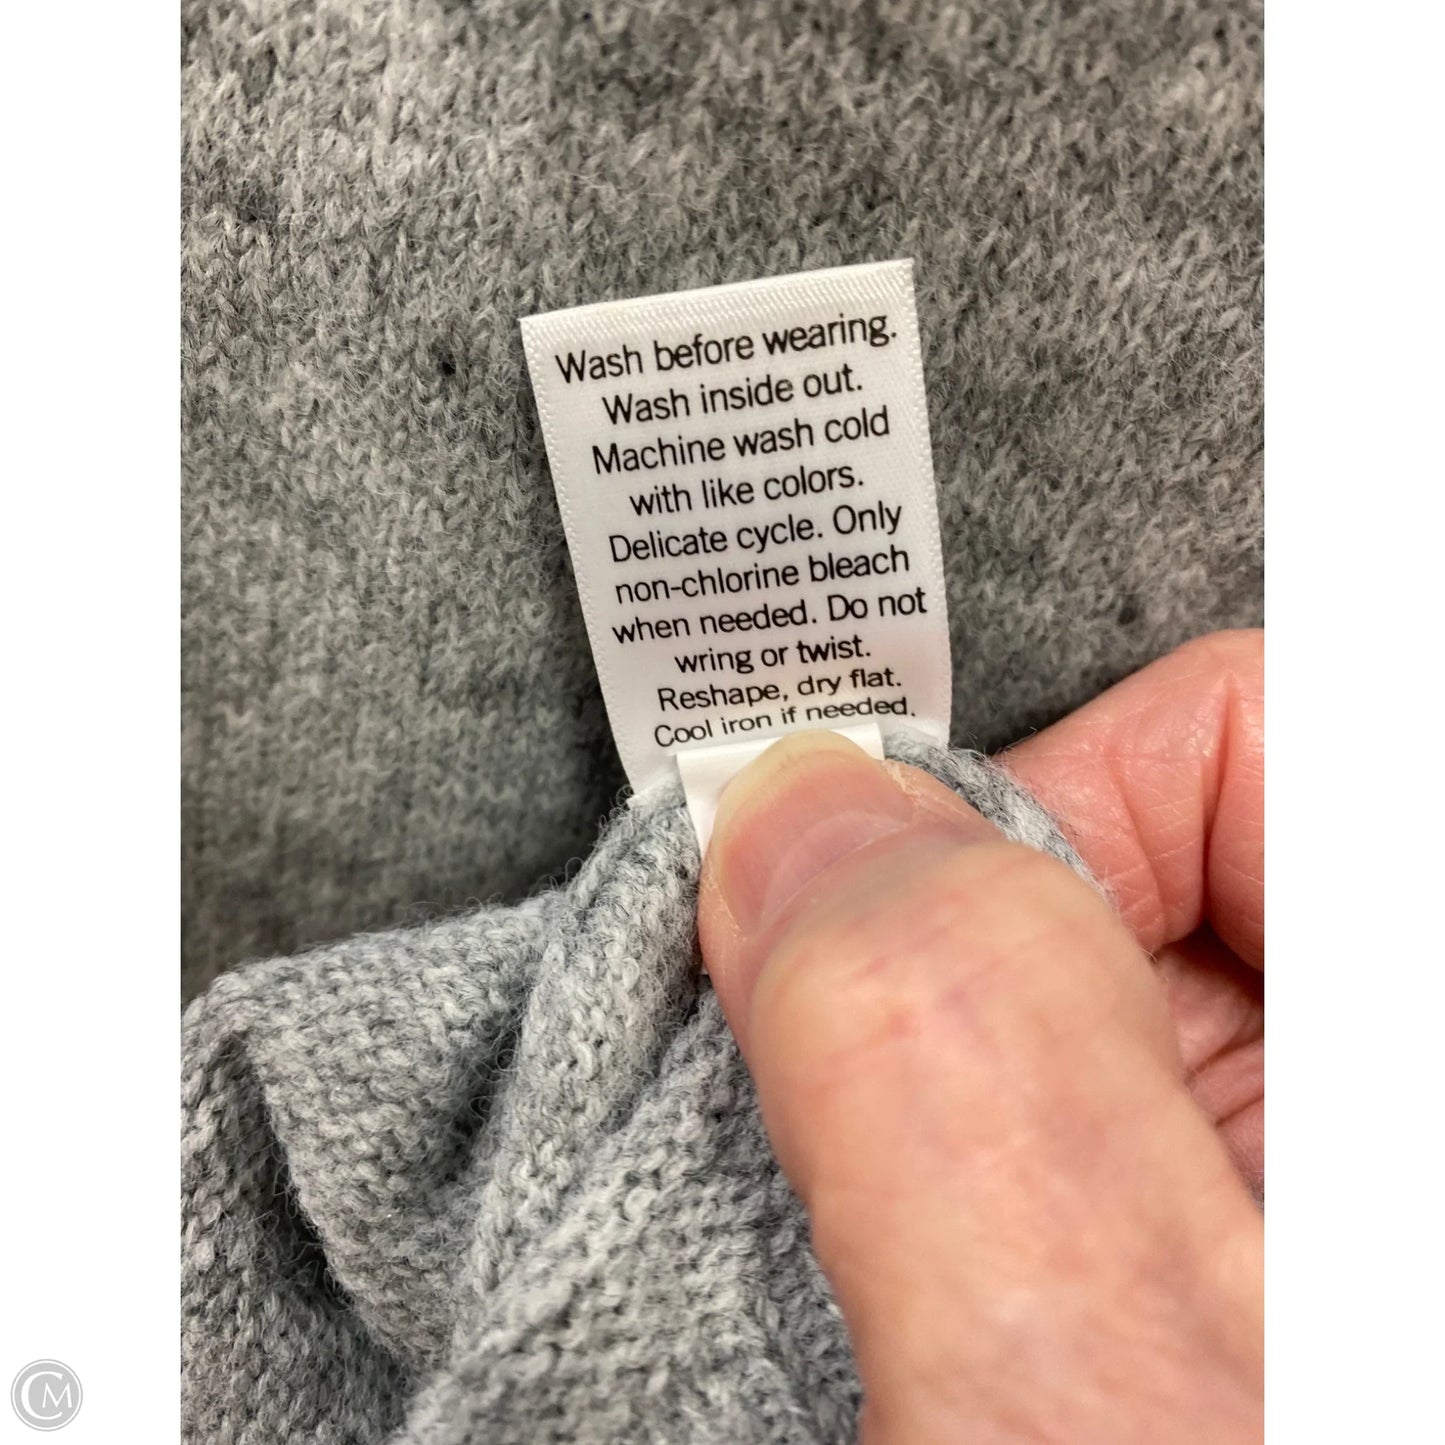 Wash before wearing.
Wash inside out.
Machine wash cold
with like colors.
Delicate cycle. Only
non-chlorine bleach
when needed. Do not
wring or twist.
Reshape, dry flat.
Cool iron if needed.
CM